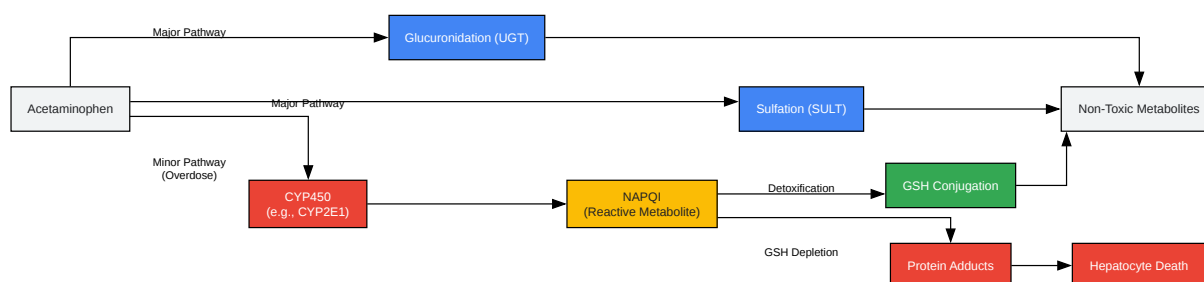 Major Pathway
Glucuronidation (UGT)
Acetaminophen
Major Pathway
Sulfation (SULT)
Non-Toxic Metabolites
Minor Pathway
(Overdose)
CYP450
(e.g., CYP2E1)
NAPQI
(Reactive Metabolite)
Detoxification
GSH Conjugation
GSH Depletion
Protein Adducts
Hepatocyte Death